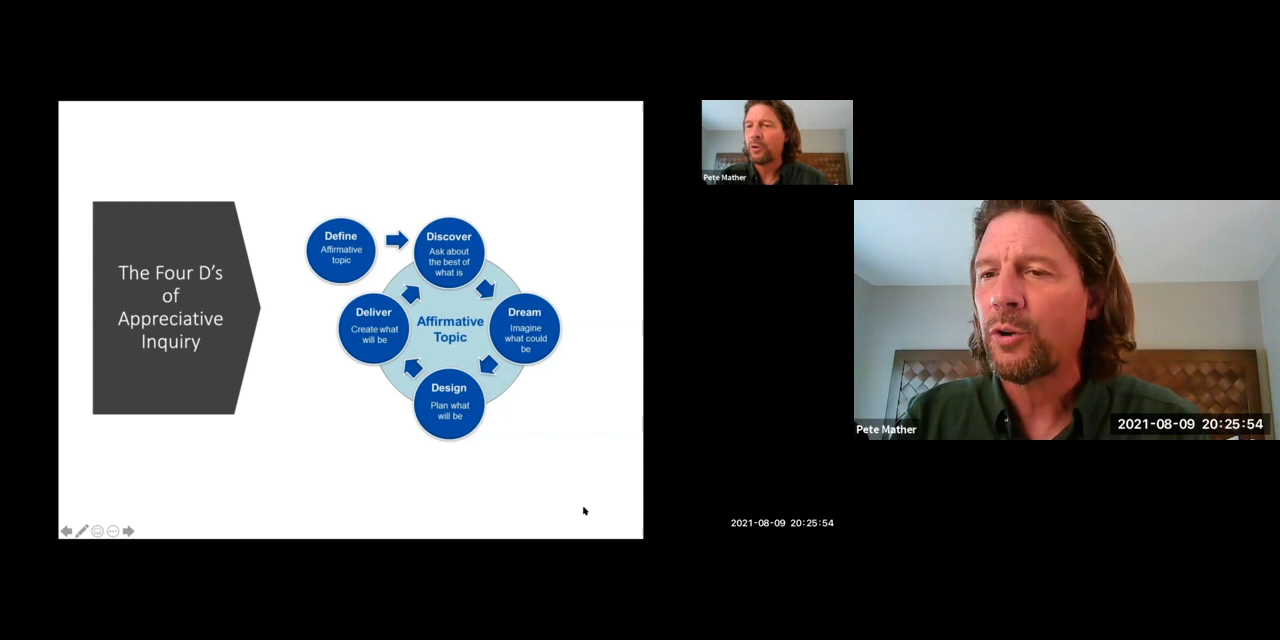 The Four D's
of
Appreciative
Inquiry
Define
Affirmative
topic
Discover
Ask about
the best of
what is
Deliver
Create what
will be
Affirmative
Topic
Dream
Imagine
what could
be
Design
Plan what
will be
Pete Mather
Pete Mather
2021-08-09 20:25:54
2021-08-09 20:25:54